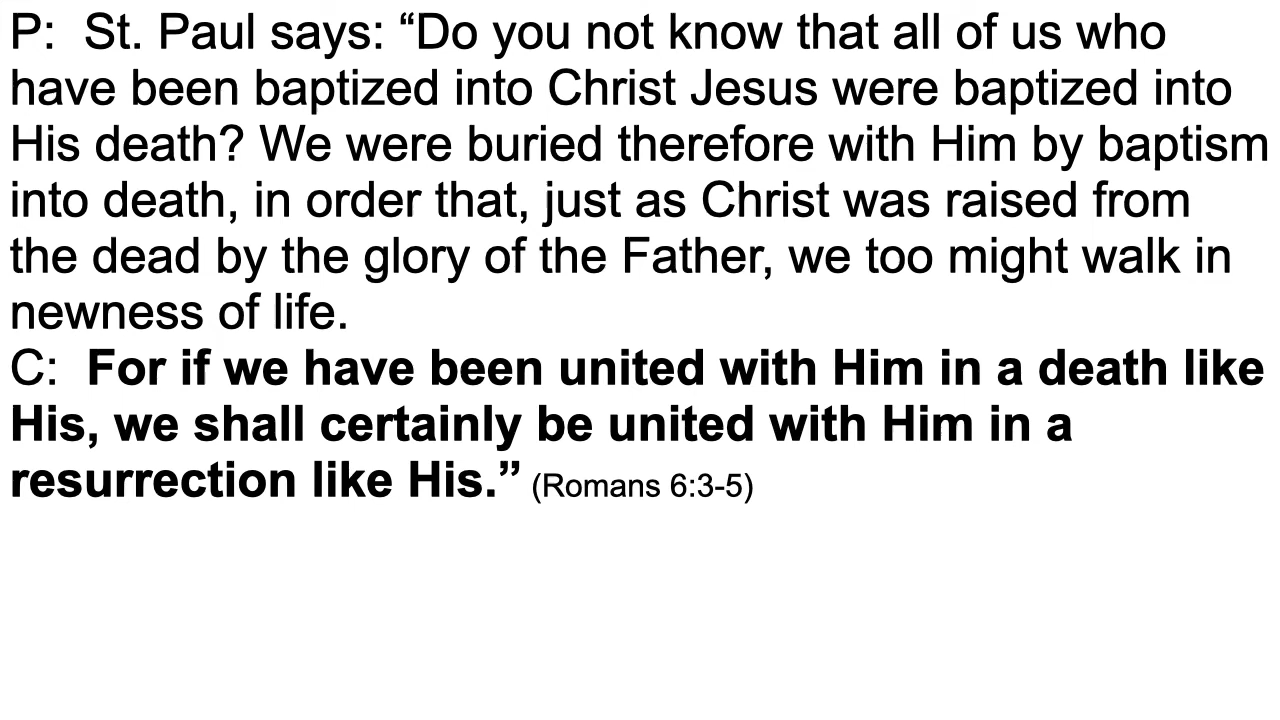 P:  St. Paul says: “Do you not know that all of us who
have been baptized into Christ Jesus were baptized into
His death? We were buried therefore with Him by baptism
into death, in order that, just as Christ was raised from
the dead by the glory of the Father, we too might walk in
newness of life.
C:  For if we have been united with Him in a death like
His, we shall certainly be united with Him in a
resurrection like His.” (Romans 6:3-5)